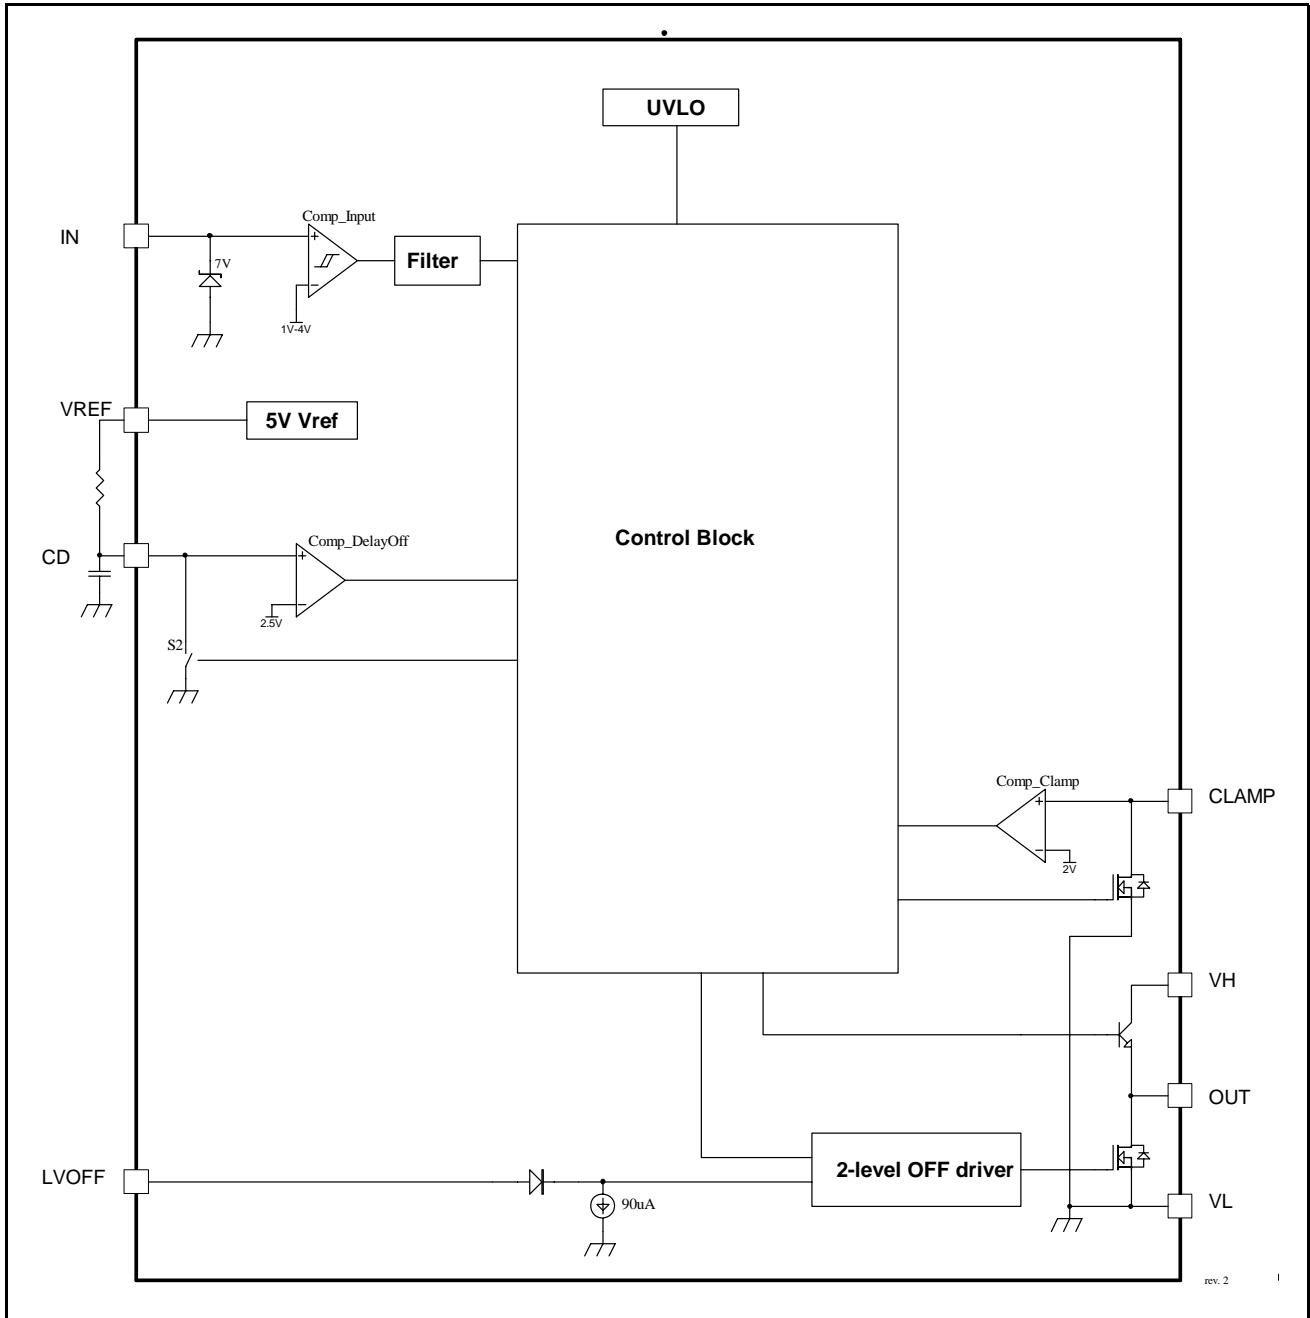 UVLO
Comp_Input
IN
+
7V
Filter
−
1V-4V
VREF
5V Vref
Control Block
Comp_DelayOff
CD
+
−
2.5V
S2
Comp_Clamp
CLAMP
+
−
2V
VH
OUT
2-level OFF driver
LVOFF
90uA
VL
rev. 2